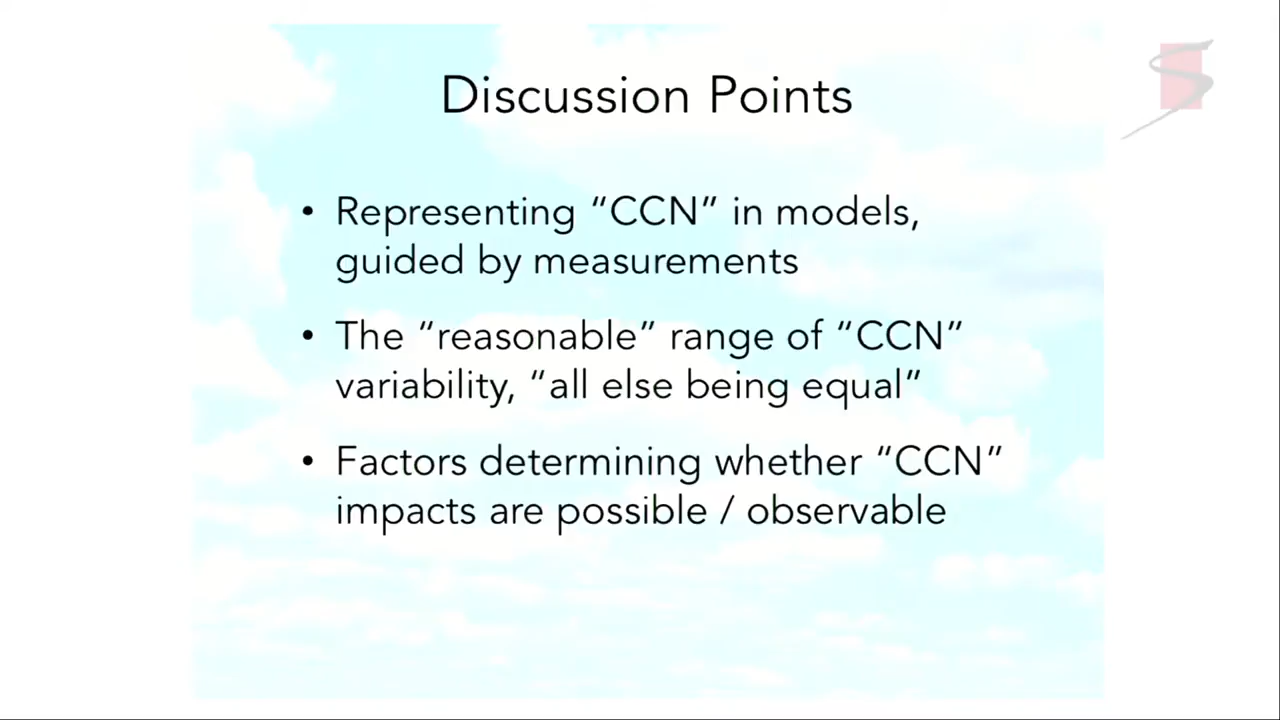 Discussion Points
• Representing “CCN” in models,
guided by measurements
• The “reasonable” range of “CCN”
variability, “all else being equal”
• Factors determining whether “CCN”
impacts are possible / observable